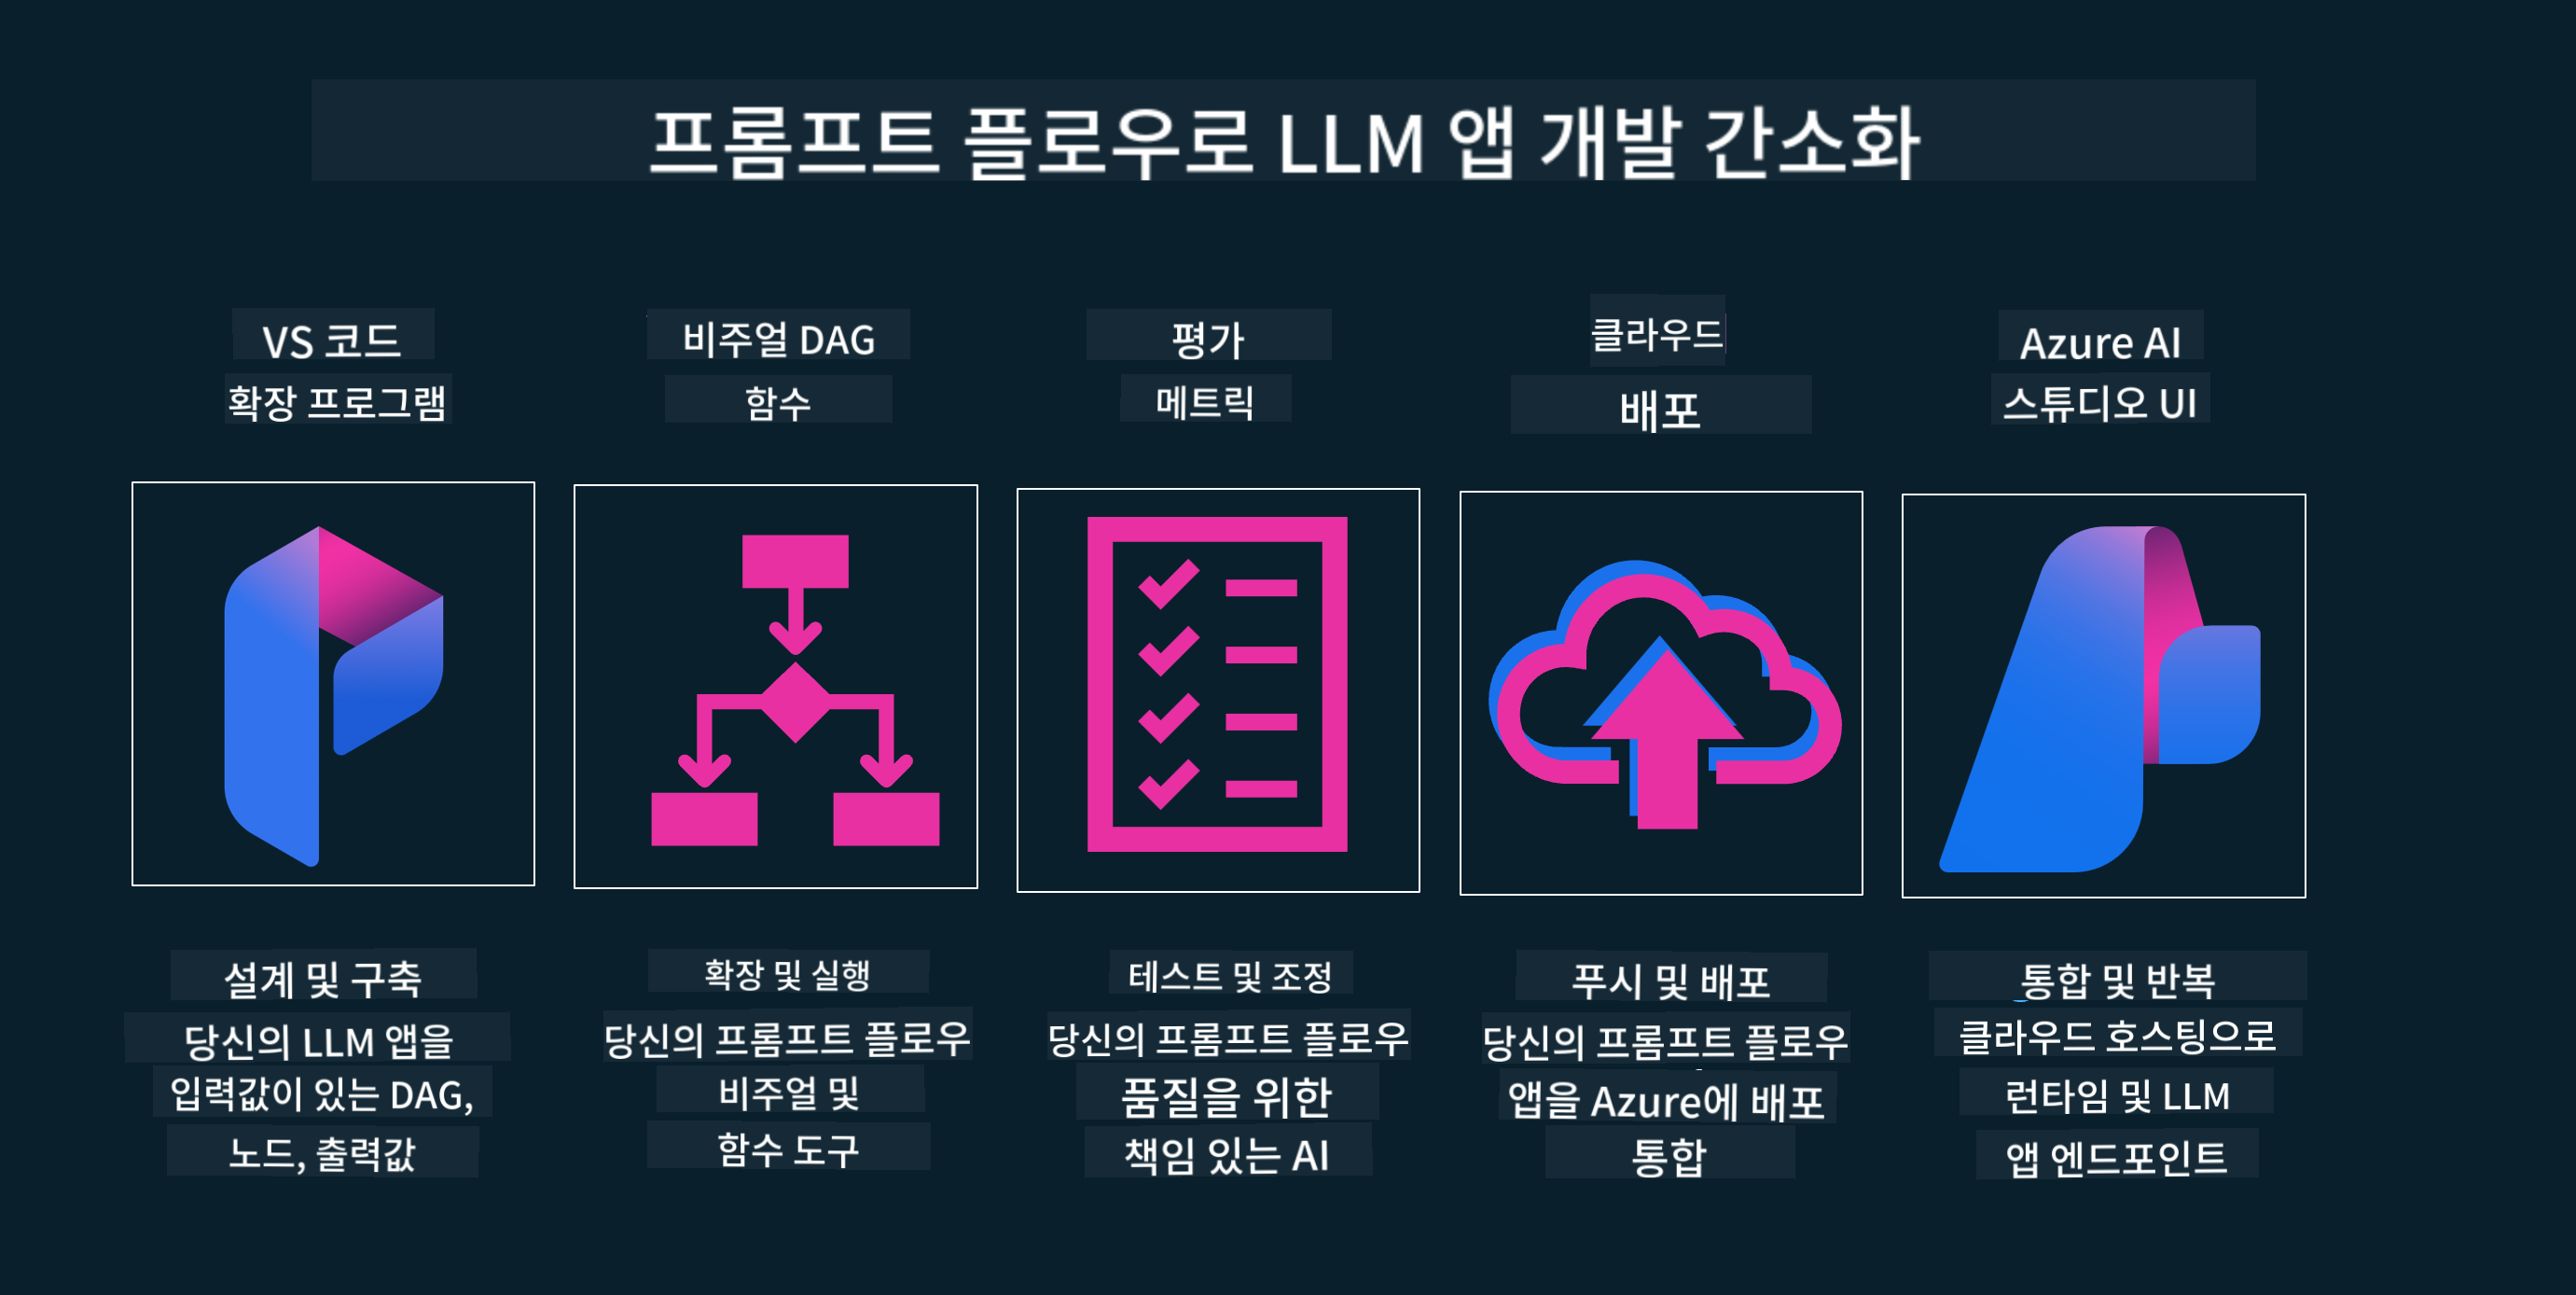 프롬프트 플로우로 LLM 앱 개발 간소화
VS 코드
확장 프로그램
비주얼 DAG
함수
평가
메트릭
클라우드
배포
Azure AI
스튜디오 UI
설계 및 구축
당신의 LLM 앱을
입력값이 있는 DAG,
노드, 출력값
확장 및 실행
당신의 프롬프트 플로우
비주얼 및
함수 도구
테스트 및 조정
당신의 프롬프트 플로우
품질을 위한
책임 있는 AI
푸시 및 배포
당신의 프롬프트 플로우
앱을 Azure에 배포
통합
통합 및 반복
클라우드 호스팅으로
런타임 및 LLM
앱 엔드포인트